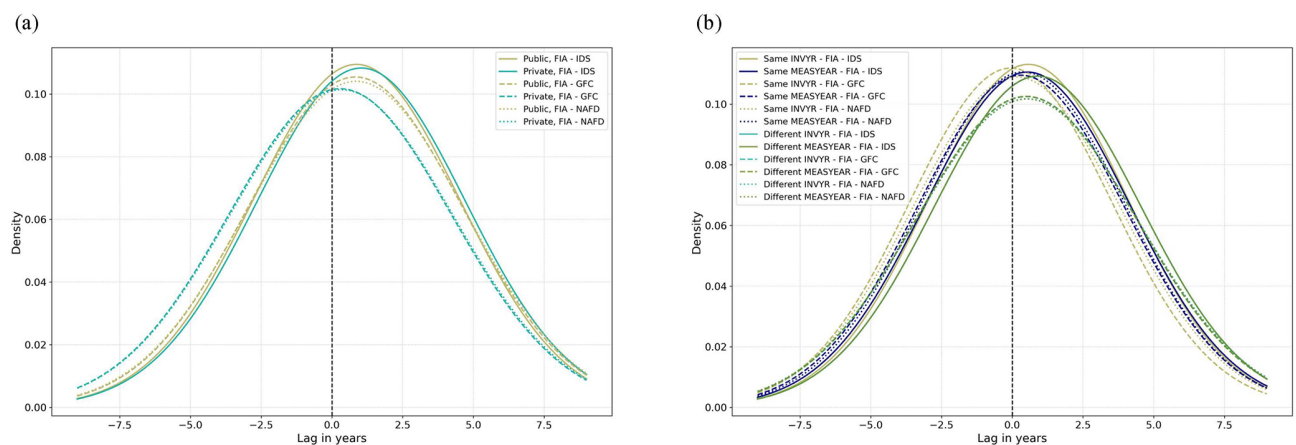 (a)
Public, FIA - IDS
Private, FIA - IDS
Public, FIA - GFC
Private, FIA - GFC
Public, FIA - NAFD
Private, FIA - NAFD
0.10
0.08
0.06
0.04
0.02
0.00
Density
−7.5
−5.0
−2.5
0.0
2.5
5.0
7.5
Lag in years
(b)
Same INVYR - FIA - IDS
Same MEASYEAR - FIA - IDS
Same INVYR - FIA - GFC
Same MEASYEAR - FIA - GFC
Same INVYR - FIA - NAFD
Same MEASYEAR - FIA - NAFD
Different INVYR - FIA - IDS
Different MEASYEAR - FIA - IDS
Different INVYR - FIA - GFC
Different MEASYEAR - FIA - GFC
Different INVYR - FIA - NAFD
Different MEASYEAR - FIA - NAFD
0.10
0.08
0.06
0.04
0.02
0.00
Density
−7.5
−5.0
−2.5
0.0
2.5
5.0
7.5
Lag in years